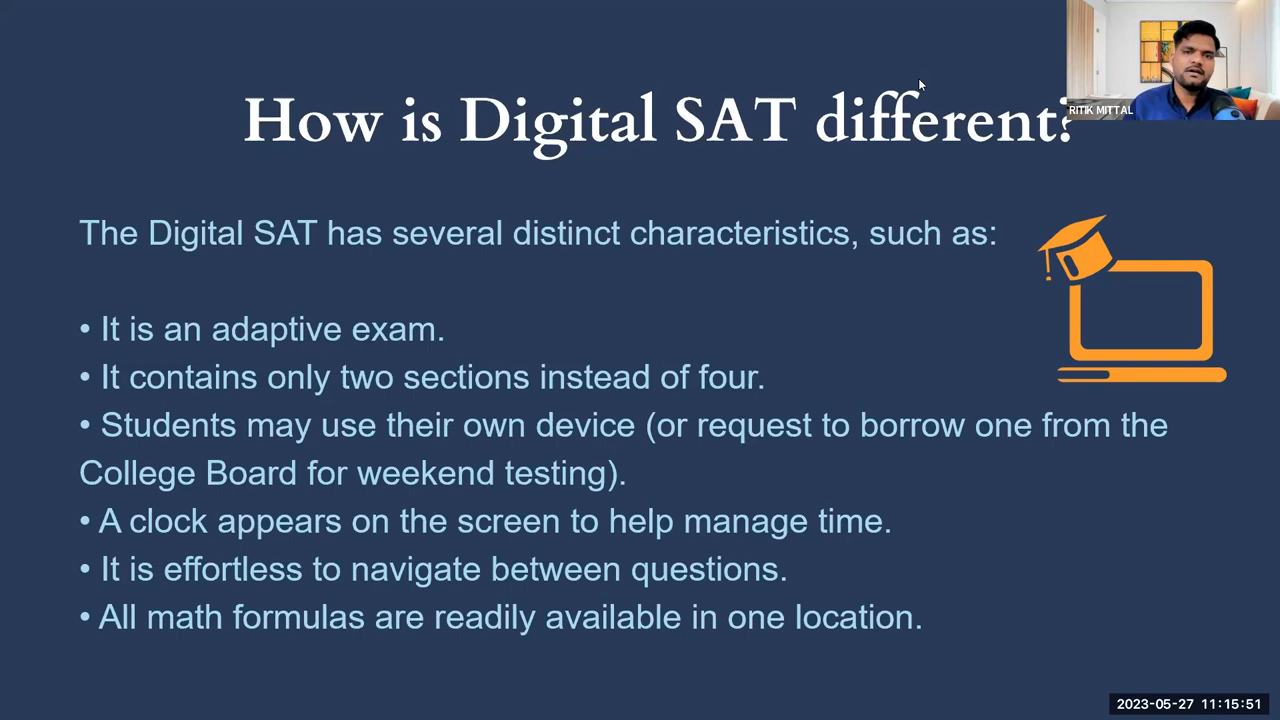 How is Digital SAT different?
RITIK MITTAL
The Digital SAT has several distinct characteristics, such as:
• It is an adaptive exam.
• It contains only two sections instead of four.
• Students may use their own device (or request to borrow one from the
College Board for weekend testing).
• A clock appears on the screen to help manage time.
• It is effortless to navigate between questions.
• All math formulas are readily available in one location.
2023-05-27 11:15:51